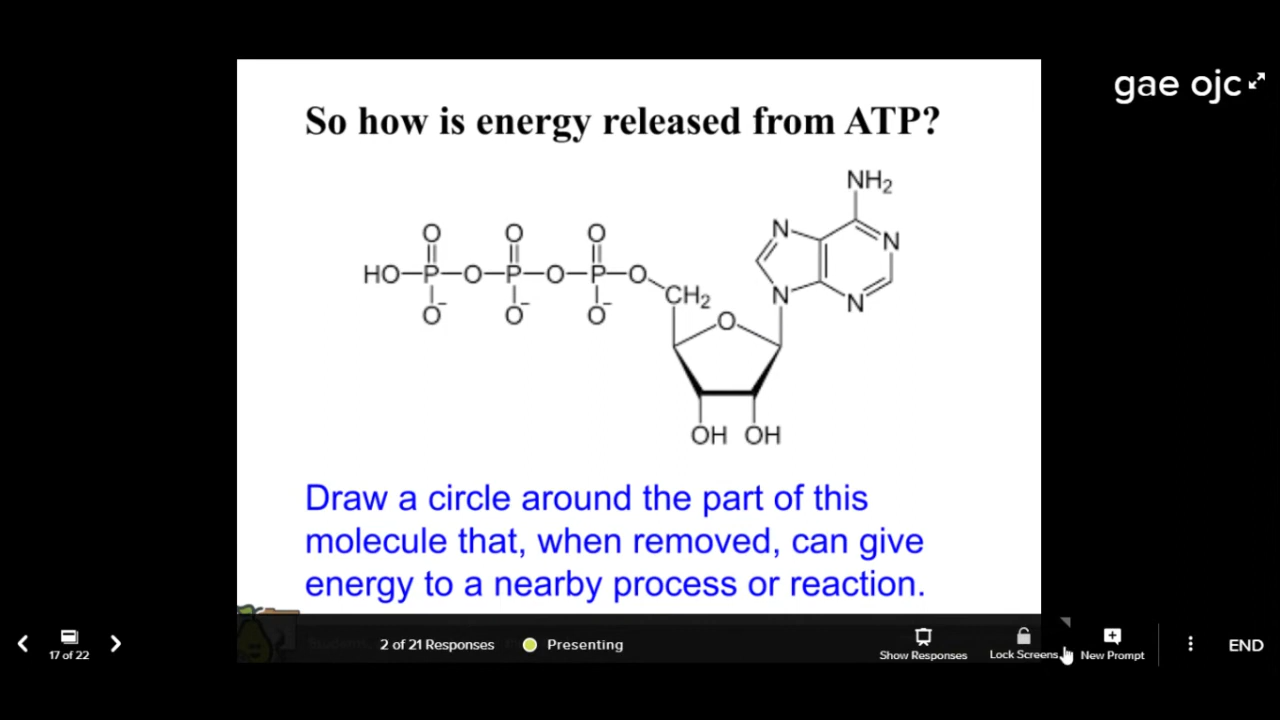 gae ojc
So how is energy released from ATP?
NH2
N
N
O
O
O
HO
P
O
P
O
P
O
CH2
N
N
O
O-
O-
O-
OH
OH
Draw a circle around the part of this
molecule that, when removed, can give
energy to a nearby process or reaction.
17 of 22
2 of 21 Responses
Presenting
Show Responses
Lock Screens
New Prompt
END